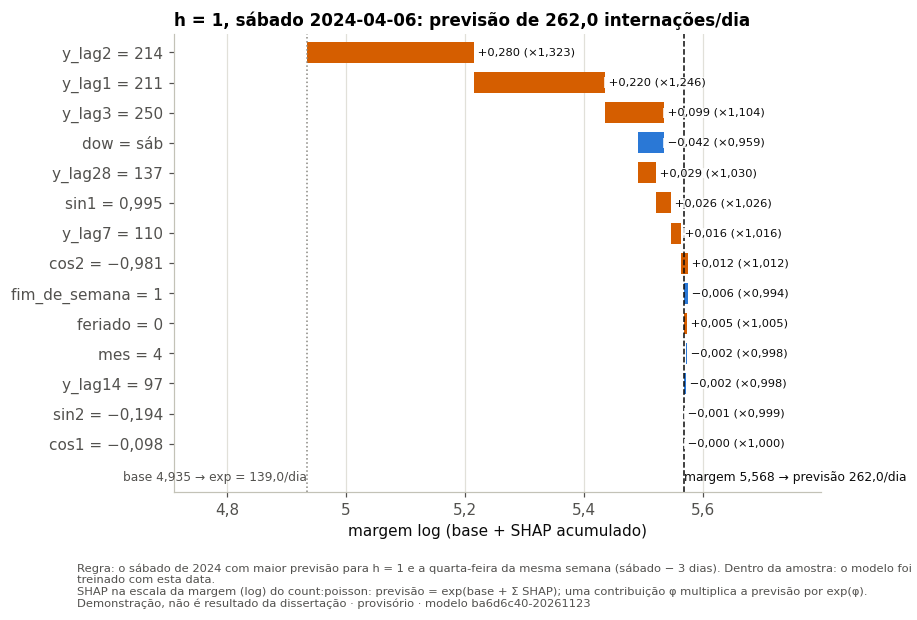 h = 1, sábado 2024-04-06: previsão de 262,0 internações/dia
y_lag2 = 214
+0,280 (×1,323)
y_lag1 = 211
+0,220 (×1,246)
y_lag3 = 250
+0,099 (×1,104)
dow = sáb
−0,042 (×0,959)
y_lag28 = 137
+0,029 (×1,030)
sin1 = 0,995
+0,026 (×1,026)
y_lag7 = 110
+0,016 (×1,016)
cos2 = −0,981
+0,012 (×1,012)
fim_de_semana = 1
−0,006 (×0,994)
feriado = 0
+0,005 (×1,005)
mes = 4
−0,002 (×0,998)
y_lag14 = 97
−0,002 (×0,998)
sin2 = −0,194
−0,001 (×0,999)
cos1 = −0,098
−0,000 (×1,000)
base 4,935 → exp = 139,0/dia
margem 5,568 → previsão 262,0/dia
4,8 5 5,2 5,4 5,6
margem log (base + SHAP acumulado)
Regra: o sábado de 2024 com maior previsão para h = 1 e a quarta-feira da mesma semana (sábado − 3 dias). Dentro da amostra: o modelo foi
treinado com esta data.
SHAP na escala da margem (log) do count:poisson: previsão = exp(base + Σ SHAP); uma contribuição φ multiplica a previsão por exp(φ).
Demonstração, não é resultado da dissertação · provisório · modelo ba6d6c40-20261123